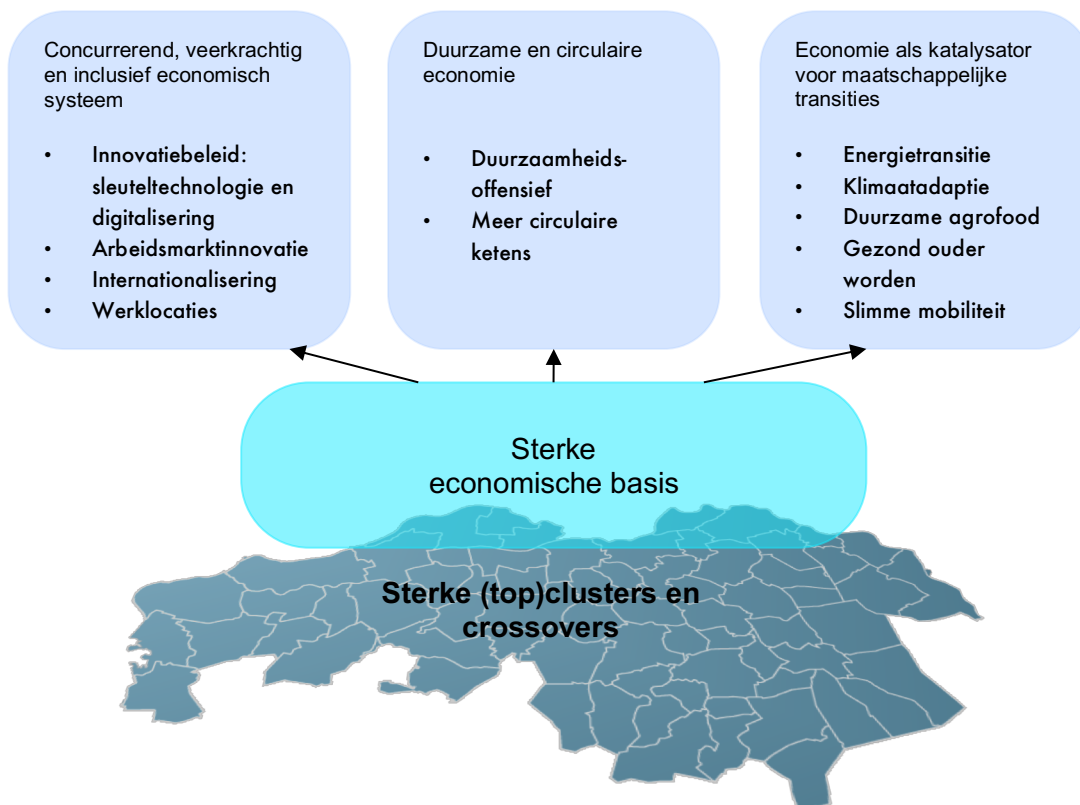 Concurrerend, veerkrachtig
en inclusief economisch
systeem
• Innovatiebeleid:
sleuteltechnologie en
digitalisering
• Arbeidsmarktinnovatie
• Internationalisering
• Werklocaties
Duurzame en circulaire
economie
• Duurzaamheids-
offensief
• Meer circulaire
ketens
Economie als katalysator
voor maatschappelijke
transities
• Energietransitie
• Klimaatadaptie
• Duurzame agrofood
• Gezond ouder
worden
• Slimme mobiliteit
Sterke
economische basis
Sterke (top)clusters en
crossovers